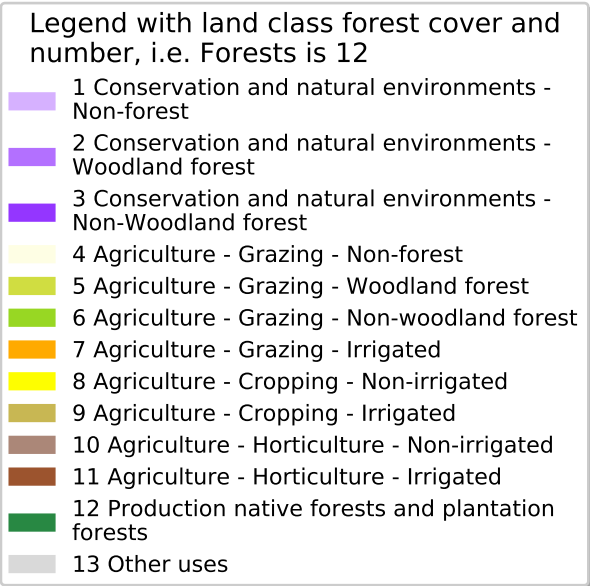 Legend with land class forest cover and
number, i.e. Forests is 12
1 Conservation and natural environments -
Non-forest
2 Conservation and natural environments -
Woodland forest
3 Conservation and natural environments -
Non-Woodland forest
4 Agriculture - Grazing - Non-forest
5 Agriculture - Grazing - Woodland forest
6 Agriculture - Grazing - Non-woodland forest
7 Agriculture - Grazing - Irrigated
8 Agriculture - Cropping - Non-irrigated
9 Agriculture - Cropping - Irrigated
10 Agriculture - Horticulture - Non-irrigated
11 Agriculture - Horticulture - Irrigated
12 Production native forests and plantation
forests
13 Other uses